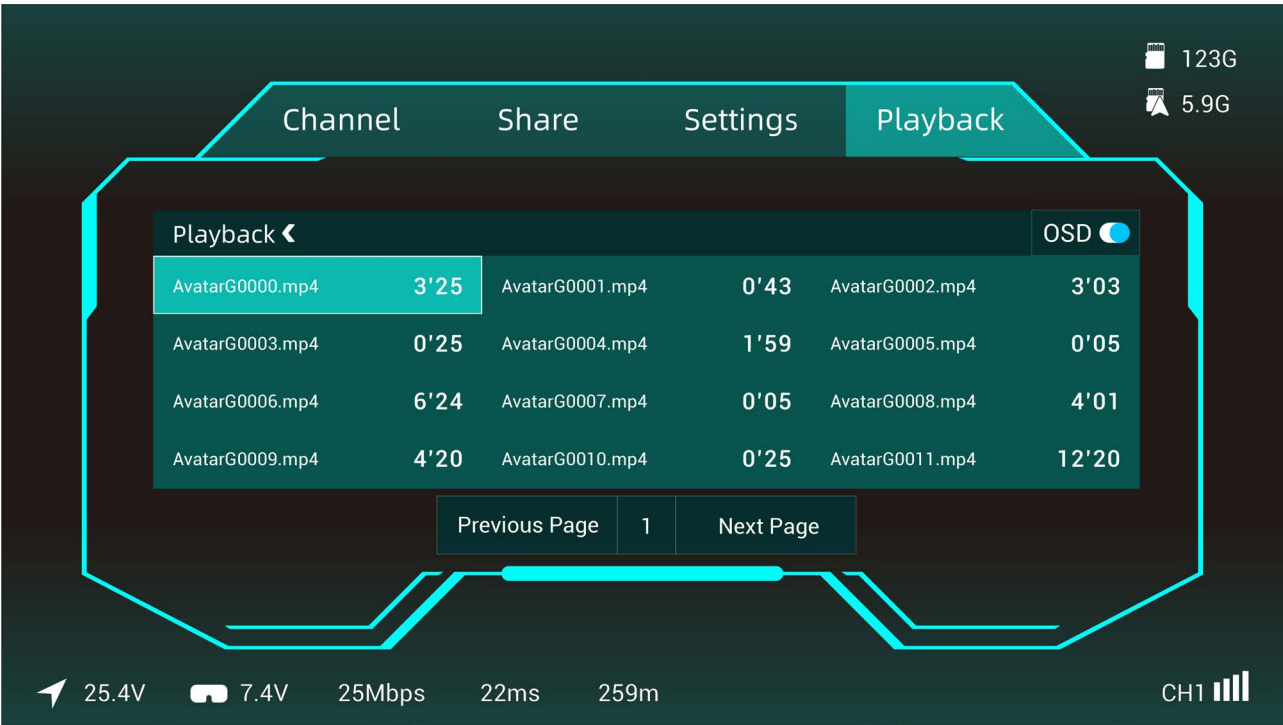 123G
5.9G
Channel Share Settings Playback
Playback OSD
AvatarG0000.mp4 3'25 AvatarG0001.mp4 0'43 AvatarG0002.mp4 3'03
AvatarG0003.mp4 0'25 AvatarG0004.mp4 1'59 AvatarG0005.mp4 0'05
AvatarG0006.mp4 6'24 AvatarG0007.mp4 0'05 AvatarG0008.mp4 4'01
AvatarG0009.mp4 4'20 AvatarG0010.mp4 0'25 AvatarG0011.mp4 12'20
Previous Page 1 Next Page
25.4V 7.4V 25Mbps 22ms 259m CH1